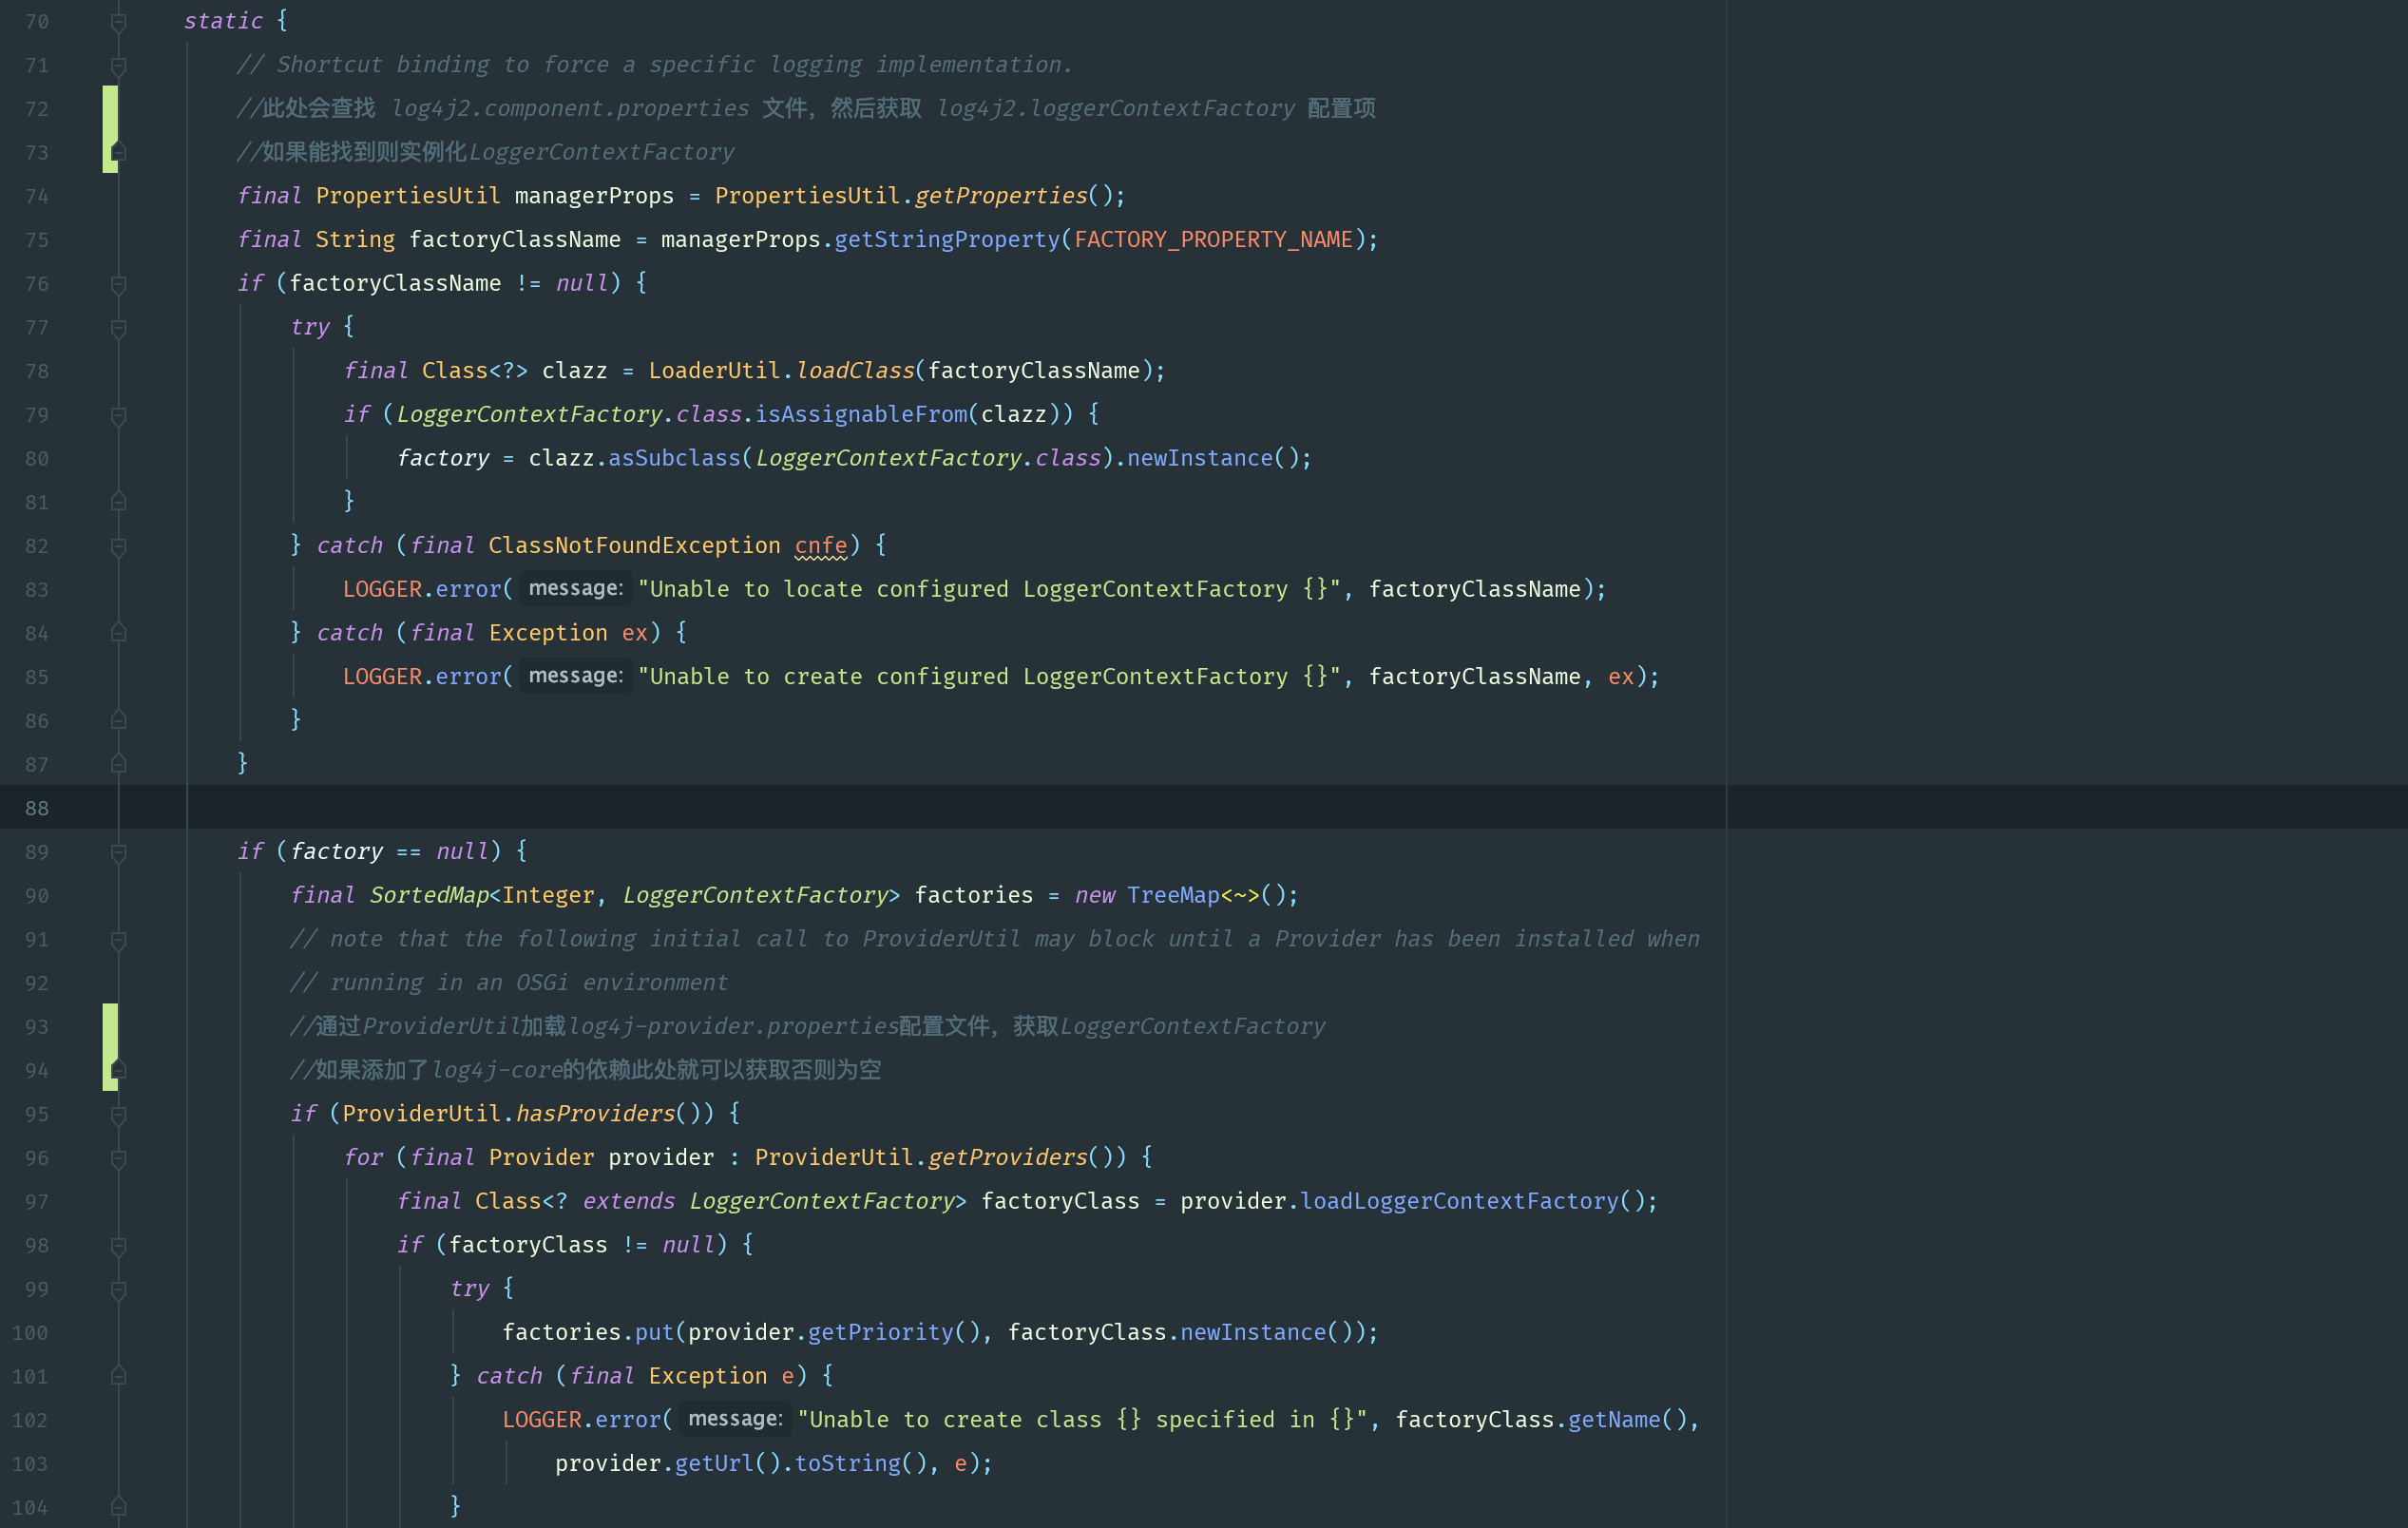 70 static {
71 // Shortcut binding to force a specific logging implementation.
72 //此处会查找 log4j2.component.properties 文件，然后获取 log4j2.loggerContextFactory 配置项
73 //如果能找到则实例化LoggerContextFactory
74 final PropertiesUtil managerProps = PropertiesUtil.getProperties();
75 final String factoryClassName = managerProps.getStringProperty(FACTORY_PROPERTY_NAME);
76 if (factoryClassName != null) {
77 try {
78 final Class<?> clazz = LoaderUtil.loadClass(factoryClassName);
79 if (LoggerContextFactory.class.isAssignableFrom(clazz)) {
80 factory = clazz.asSubclass(LoggerContextFactory.class).newInstance();
81 }
82 } catch (final ClassNotFoundException cnfe) {
83 LOGGER.error( message: "Unable to locate configured LoggerContextFactory {}", factoryClassName);
84 } catch (final Exception ex) {
85 LOGGER.error( message: "Unable to create configured LoggerContextFactory {}", factoryClassName, ex);
86 }
87 }
88
89 if (factory == null) {
90 final SortedMap<Integer, LoggerContextFactory> factories = new TreeMap<~>();
91 // note that the following initial call to ProviderUtil may block until a Provider has been installed when
92 // running in an OSGi environment
93 //通过ProviderUtil加载log4j-provider.properties配置文件，获取LoggerContextFactory
94 //如果添加了log4j-core的依赖此处就可以获取否则为空
95 if (ProviderUtil.hasProviders()) {
96 for (final Provider provider : ProviderUtil.getProviders()) {
97 final Class<? extends LoggerContextFactory> factoryClass = provider.loadLoggerContextFactory();
98 if (factoryClass != null) {
99 try {
100 factories.put(provider.getPriority(), factoryClass.newInstance());
101 } catch (final Exception e) {
102 LOGGER.error( message: "Unable to create class {} specified in {}", factoryClass.getName(),
103 provider.getUrl().toString(), e);
104 }